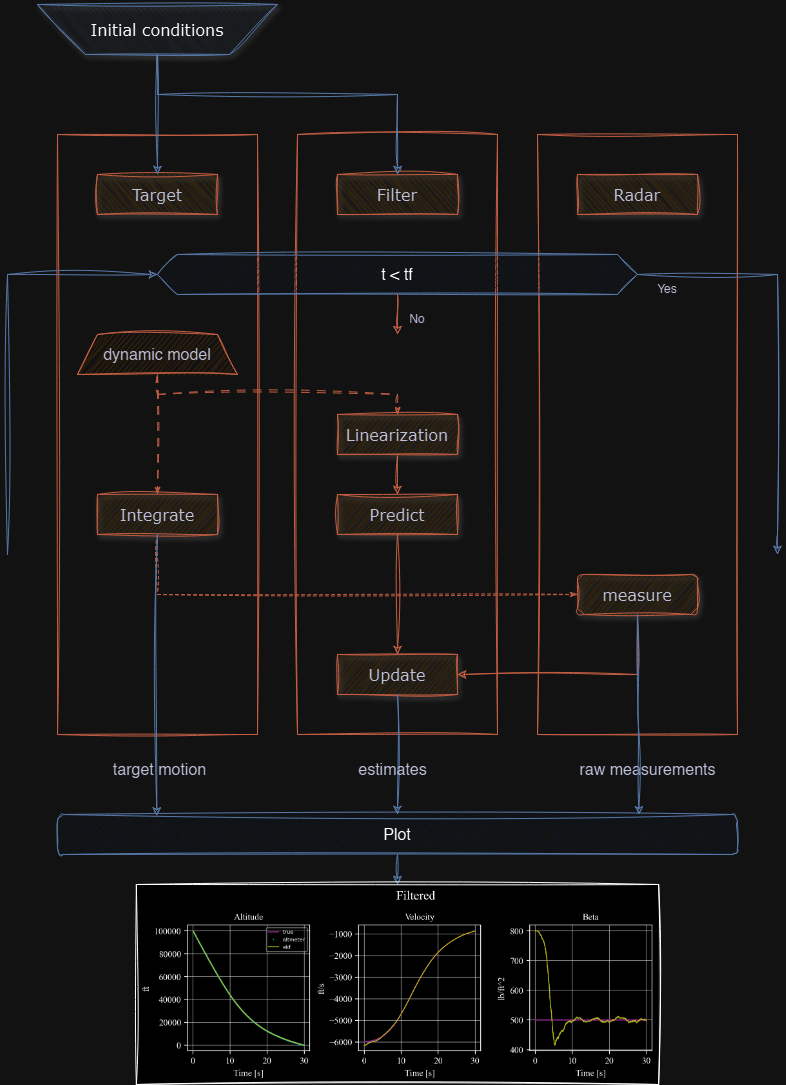 Initial conditions
Target
Filter
Radar
t < tf
Yes
No
dynamic model
Linearization
Integrate
Predict
measure
Update
target motion
estimates
raw measurements
Plot
Filtered
Altitude
Velocity
Beta
true
altimeter
ekf
100000
80000
60000
40000
20000
0
ft
0
10
20
30
Time [s]
−1000
−2000
−3000
−4000
−5000
−6000
ft/s
0
10
20
30
Time [s]
800
700
600
500
400
lb/ft^2
0
10
20
30
Time [s]